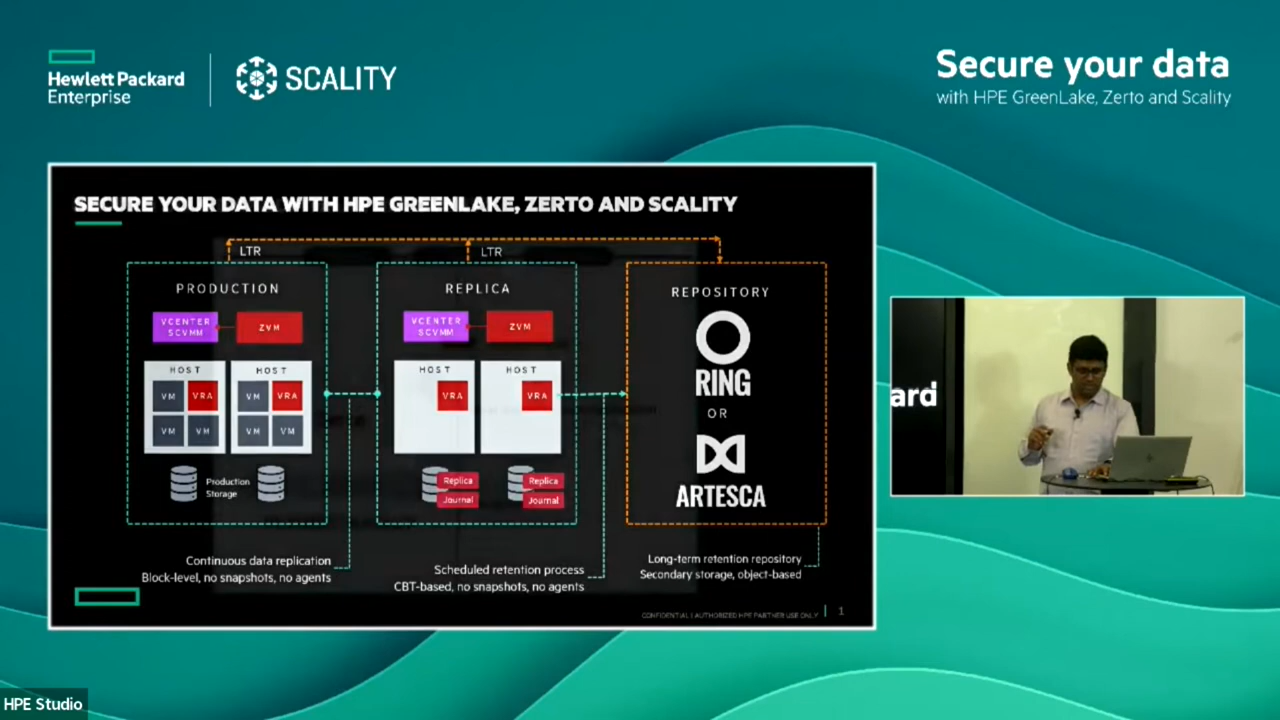 Hewlett Packard
Enterprise
SCALITY
Secure your data
with HPE GreenLake, Zerto and Scality
SECURE YOUR DATA WITH HPE GREENLAKE, ZERTO AND SCALITY
LTR
LTR
PRODUCTION
VCENTER
SCVMM
ZVM
HOST
VM
VRA
VM
VM
HOST
VM
VRA
VM
VM
Production
Storage
REPLICA
VCENTER
SCVMM
ZVM
HOST
VRA
HOST
VRA
Replica
Journal
Replica
Journal
REPOSITORY
RING
OR
ARTESCA
Continuous data replication
Block-level, no snapshots, no agents
Scheduled retention process
CBT-based, no snapshots, no agents
Long-term retention repository
Secondary storage, object-based
CONFIDENTIAL | AUTHORIZED HPE PARTNER USE ONLY
1
ard
HPE Studio